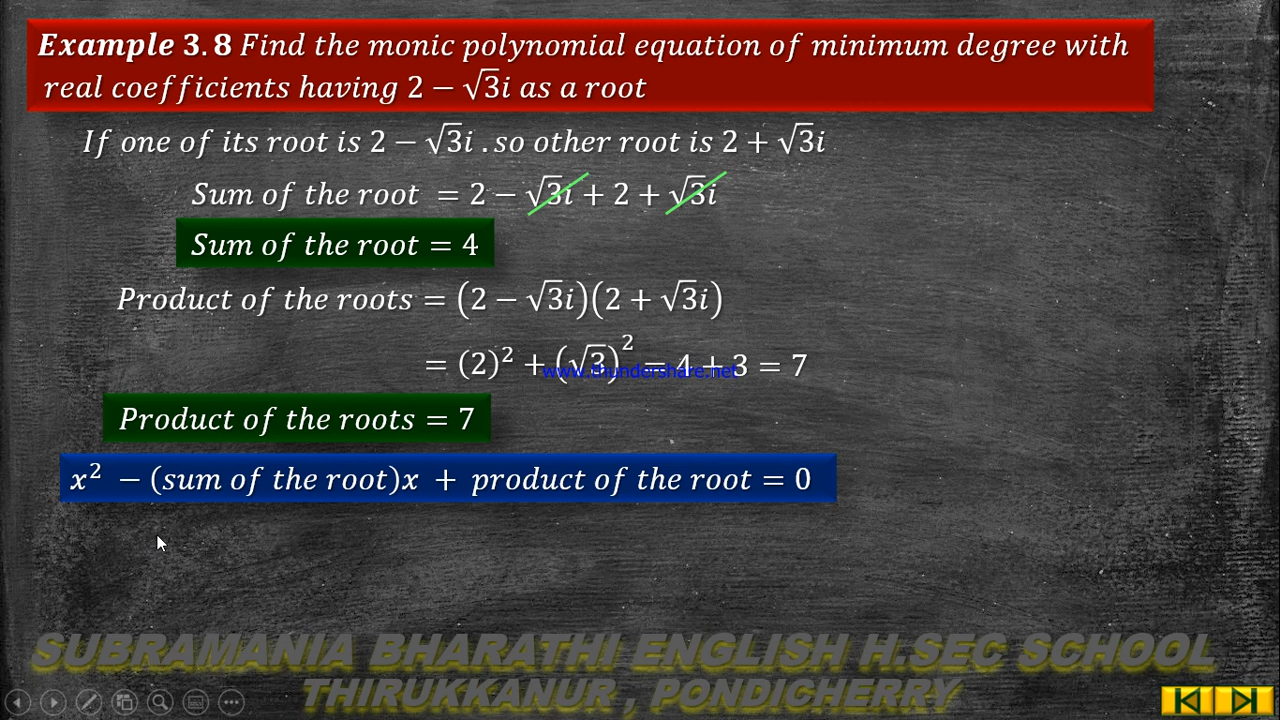 Example 3.8 Find the monic polynomial equation of minimum degree with
real coefficients having 2 − √3i as a root
If one of its root is 2 − √3i . so other root is 2 + √3i
Sum of the root = 2 − √3i + 2 + √3i
Sum of the root = 4
Product of the roots = (2 − √3i)(2 + √3i)
= (2)² + (√3)² = 4 + 3 = 7
www.thundershare.net
Product of the roots = 7
x² − (sum of the root)x + product of the root = 0
SUBRAMANIA BHARATHI ENGLISH H.SEC SCHOOL
THIRUKKANUR , PONDICHERRY